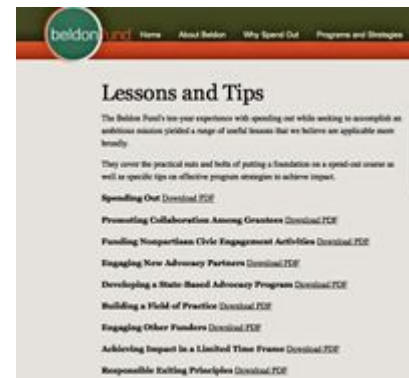 beldon fund Home About Beldon Why Spend Out Programs and Strategies
Lessons and Tips
The Beldon Fund's ten-year experience with spending out while seeking to accomplish an
ambitious mission yielded a range of useful lessons that we believe are applicable more
broadly.
They cover the practical nuts and bolts of putting a foundation on a spend-out course as
well as specific tips on effective program strategies to achieve impact.
Spending Out Download PDF
Promoting Collaboration Among Grantees Download PDF
Funding Nonpartisan Civic Engagement Activities Download PDF
Engaging New Advocacy Partners Download PDF
Developing a State-Based Advocacy Program Download PDF
Building a Field of Practice Download PDF
Engaging Other Funders Download PDF
Achieving Impact in a Limited Time Frame Download PDF
Responsible Exiting Principles Download PDF